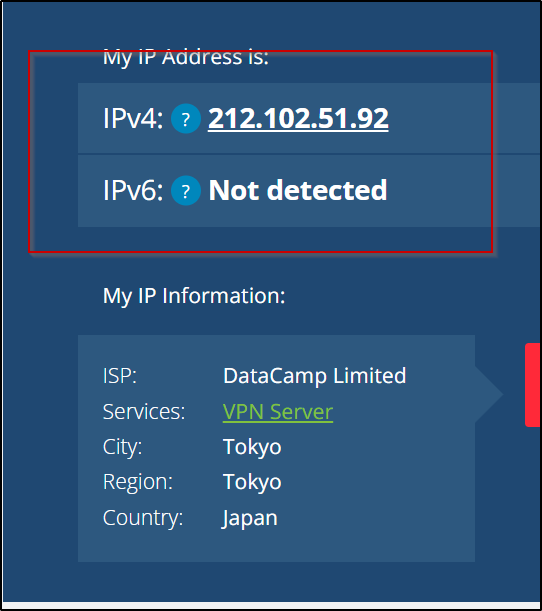 My IP Address is:
IPv4: ? 212.102.51.92
IPv6: ? Not detected
My IP Information:
ISP: DataCamp Limited
Services: VPN Server
City: Tokyo
Region: Tokyo
Country: Japan